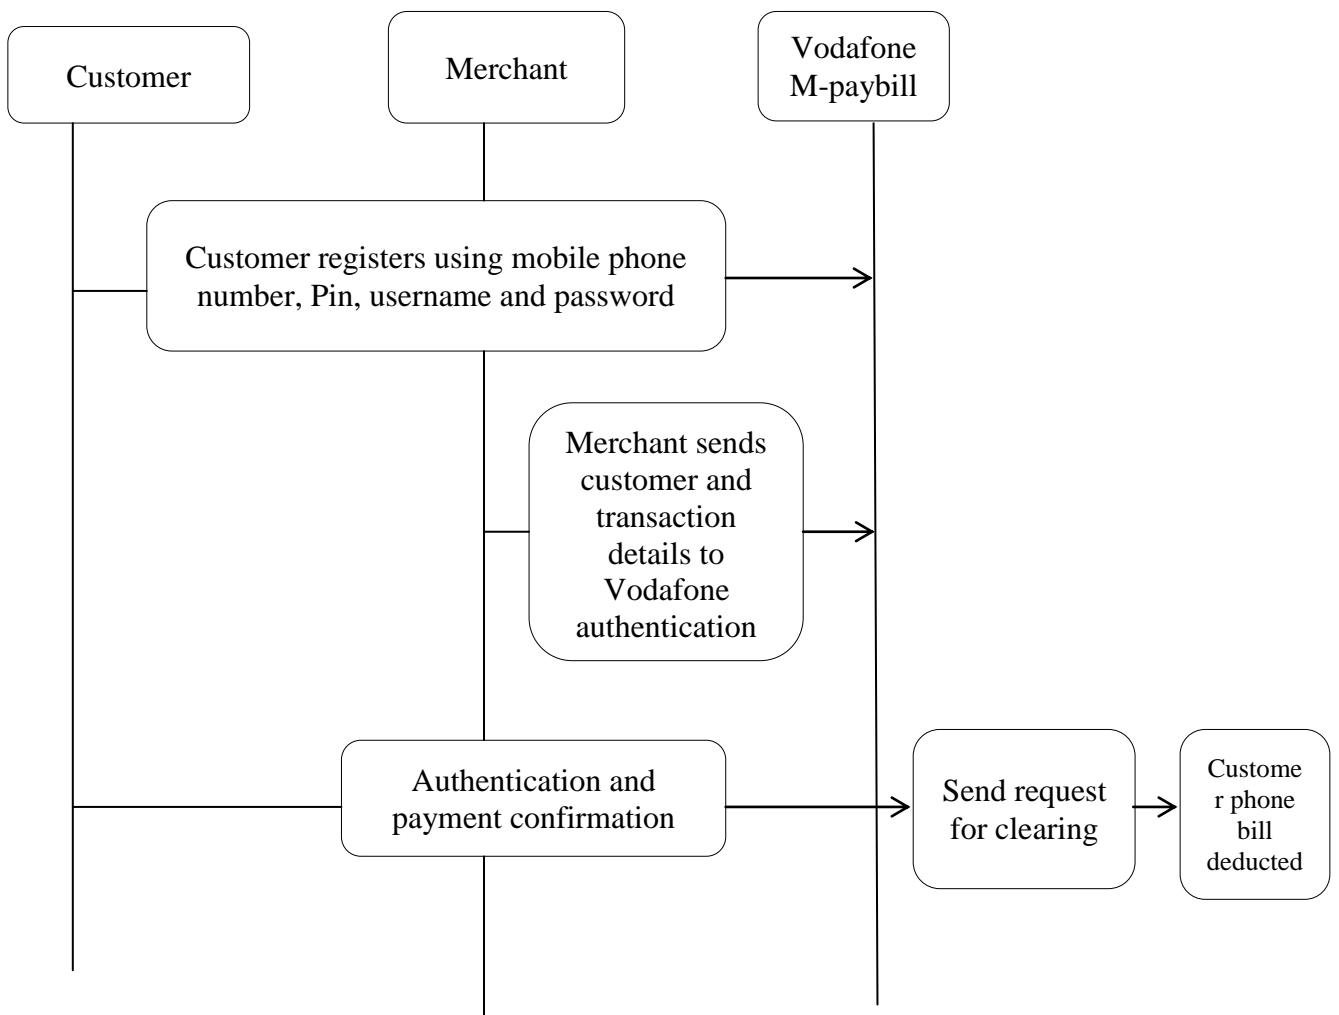 Customer
Merchant
Vodafone
M-paybill
Customer registers using mobile phone
number, Pin, username and password
Merchant sends
customer and
transaction
details to
Vodafone
authentication
Authentication and
payment confirmation
Send request
for clearing
Custome
r phone
bill
deducted